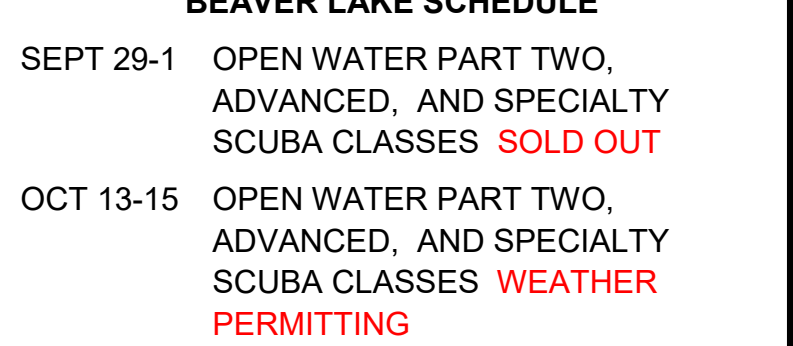 BEAVER LAKE SCHEDULE
SEPT 29-1 OPEN WATER PART TWO,
ADVANCED, AND SPECIALTY
SCUBA CLASSES SOLD OUT
OCT 13-15 OPEN WATER PART TWO,
ADVANCED, AND SPECIALTY
SCUBA CLASSES WEATHER
PERMITTING